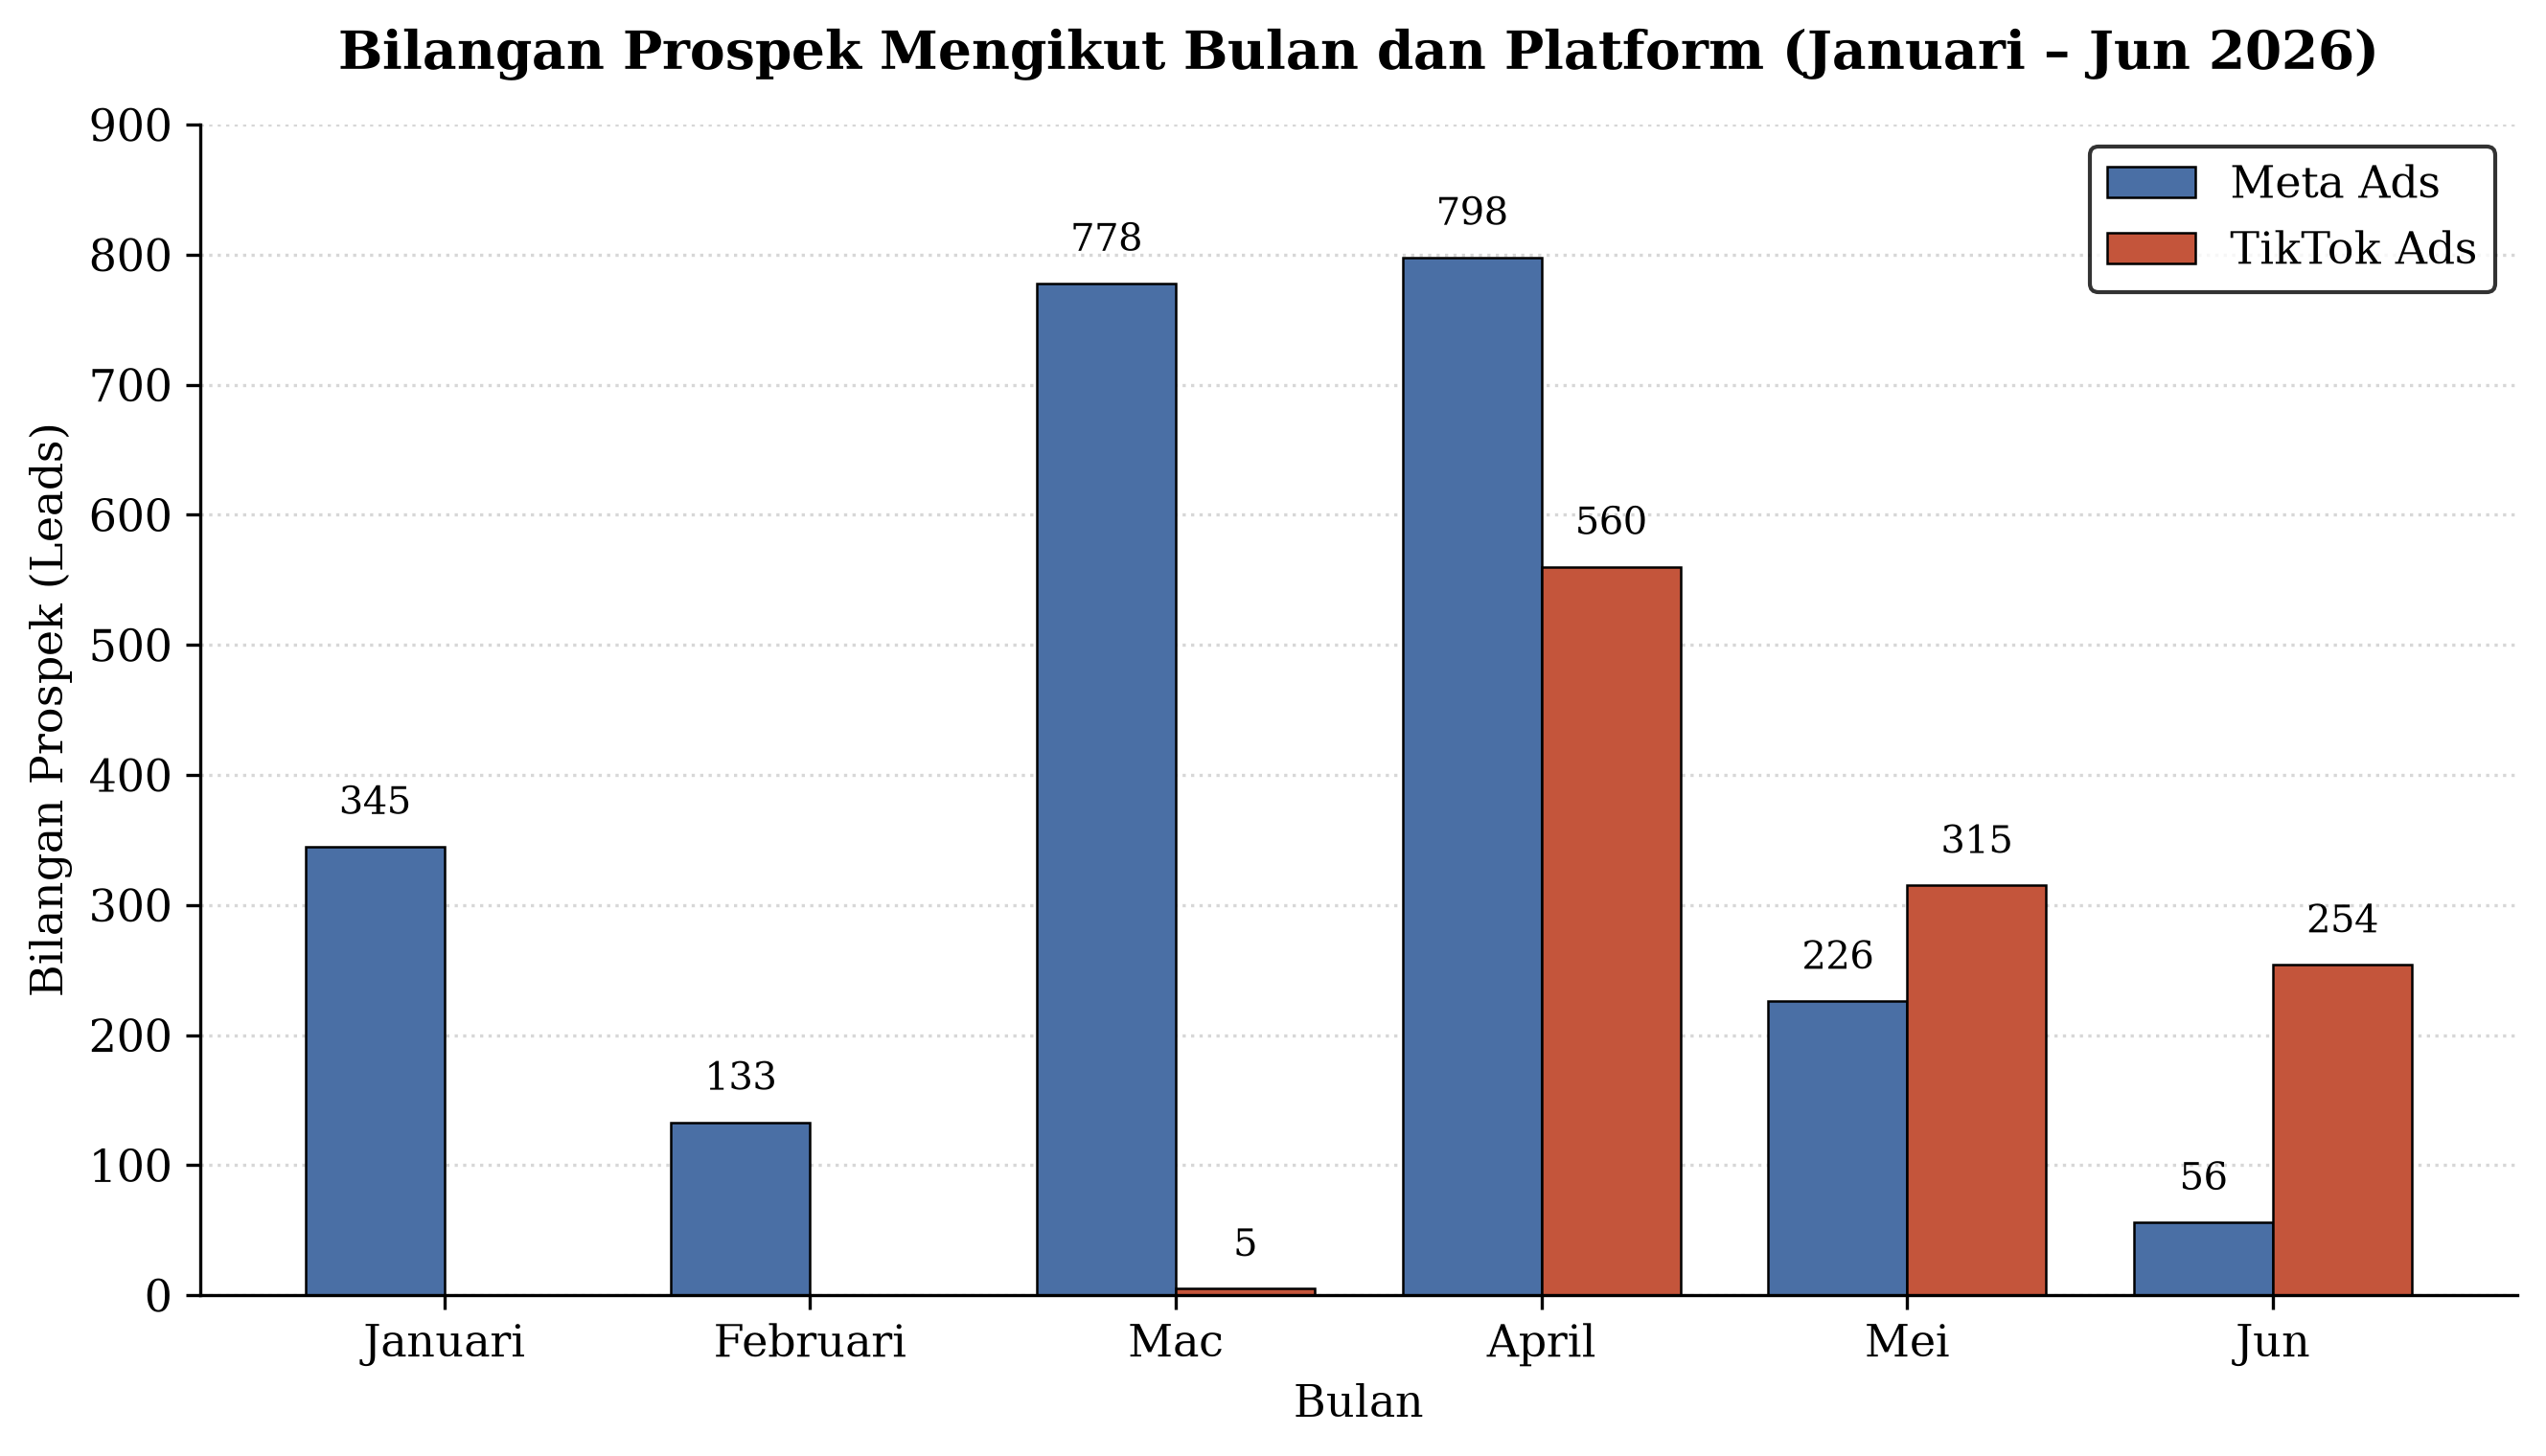 Bilangan Prospek Mengikut Bulan dan Platform (Januari – Jun 2026)
Bilangan Prospek (Leads)
900
800
700
600
500
400
300
200
100
0
Meta Ads
TikTok Ads
345
133
778
5
798
560
226
315
56
254
Januari
Februari
Mac
April
Mei
Jun
Bulan